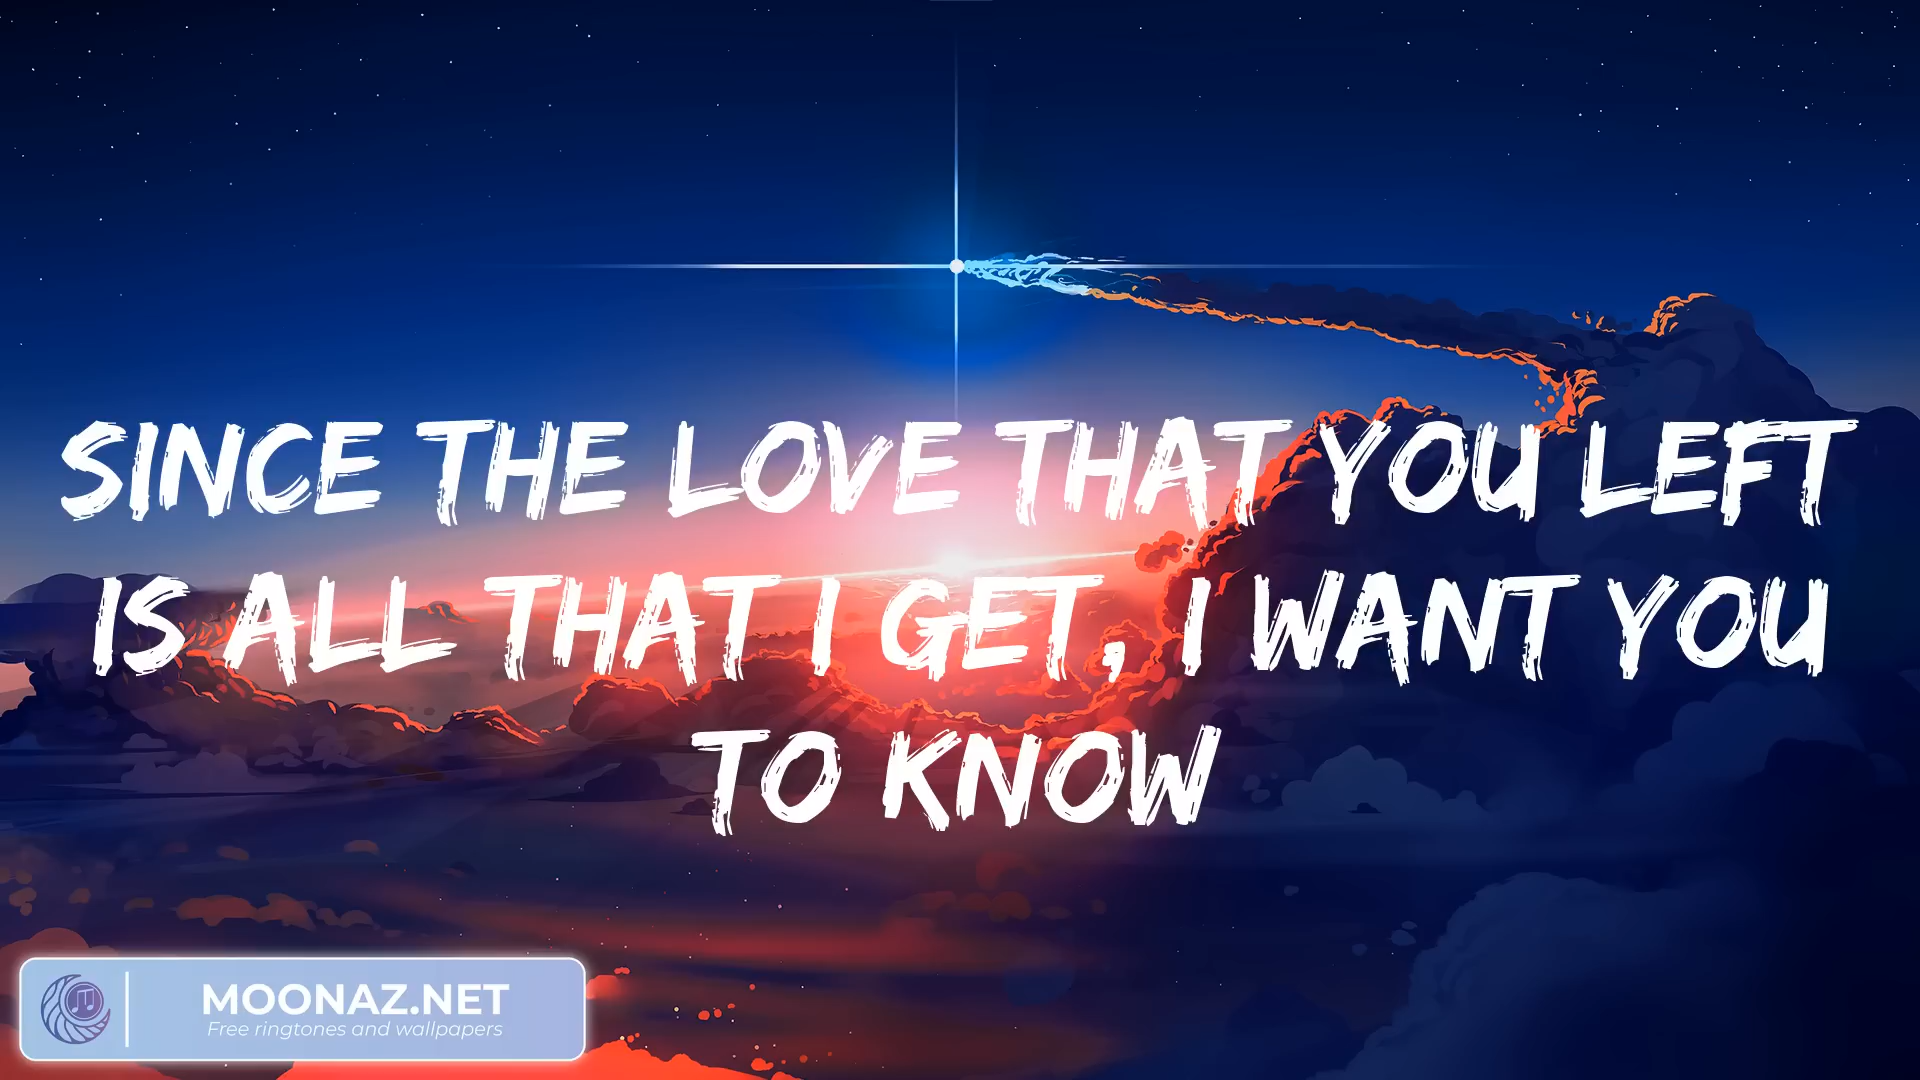 SINCE THE LOVE THAT YOU LEFT
IS ALL THAT I GET, I WANT YOU
TO KNOW
MOONAZ.NET
Free ringtones and wallpapers